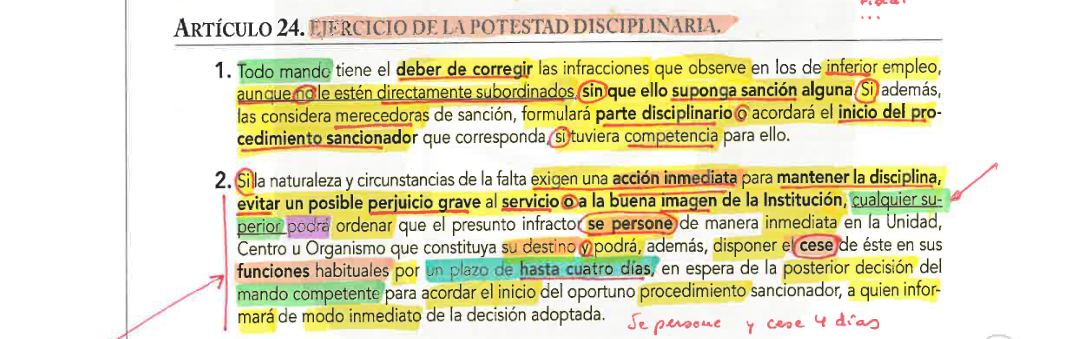 ...
ARTÍCULO 24. EJERCICIO DE LA POTESTAD DISCIPLINARIA.
1. Todo mando tiene el deber de corregir las infracciones que observe en los de inferior empleo,
aunque no le estén directamente subordinados, sin que ello suponga sanción alguna. Si además,
las considera merecedoras de sanción, formulará parte disciplinario o acordará el inicio del pro-
cedimiento sancionador que corresponda, si tuviera competencia para ello.
2. Si la naturaleza y circunstancias de la falta exigen una acción inmediata para mantener la disciplina,
evitar un posible perjuicio grave al servicio o a la buena imagen de la Institución, cualquier su-
perior podrá ordenar que el presunto infractor se persone de manera inmediata en la Unidad,
Centro u Organismo que constituya su destino y podrá, además, disponer el cese de éste en sus
funciones habituales por un plazo de hasta cuatro días, en espera de la posterior decisión del
mando competente para acordar el inicio del oportuno procedimiento sancionador, a quien infor-
mará de modo inmediato de la decisión adoptada.
Se persone y cese 4 días